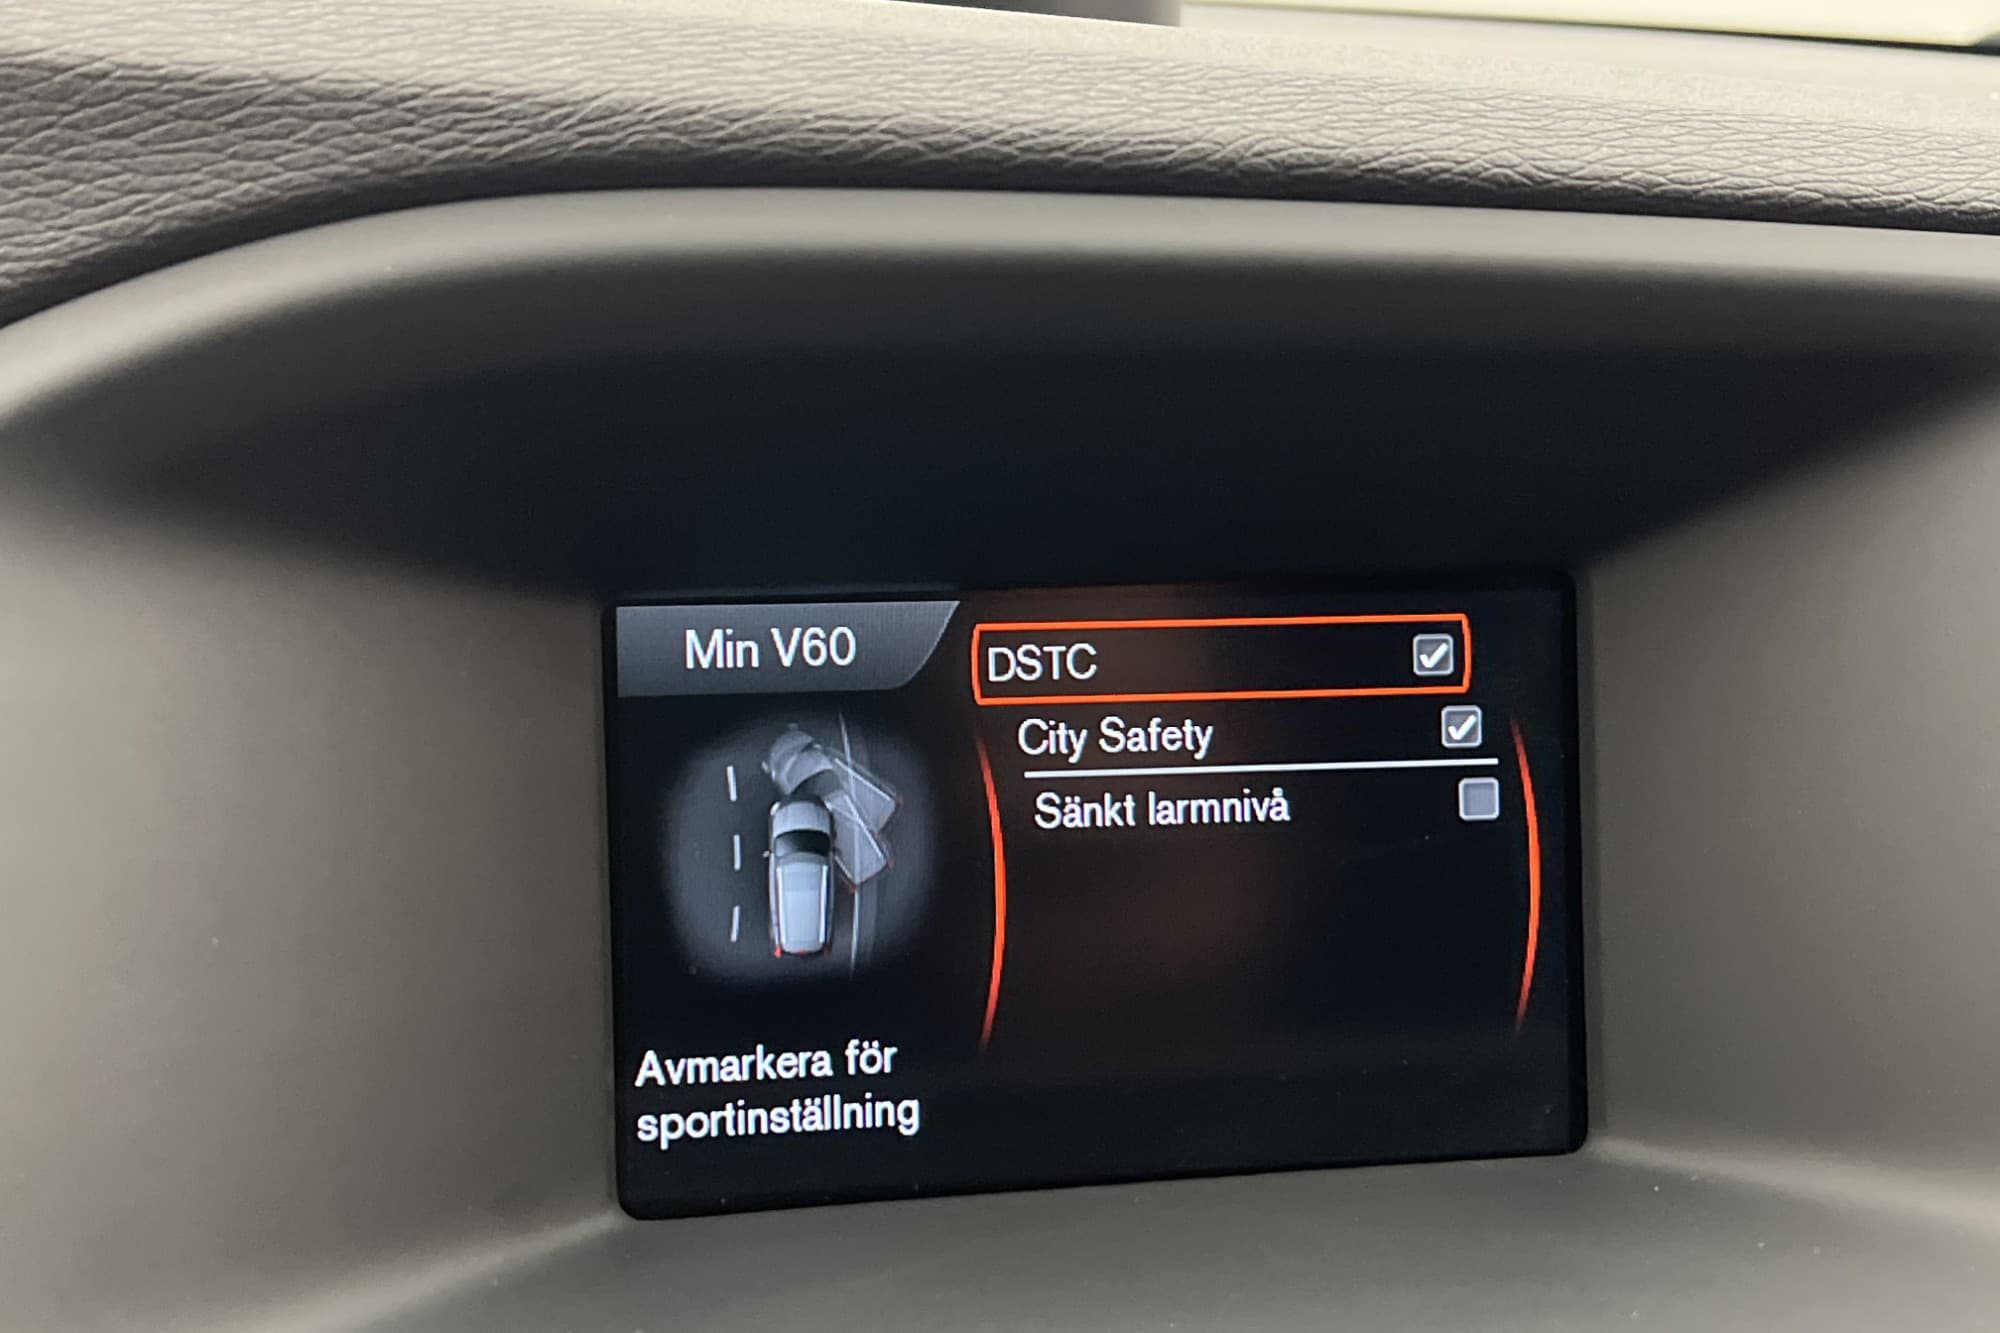 Min V60
DSTC
City Safety
Sänkt larmnivå
Avmarkera för
sportinställning